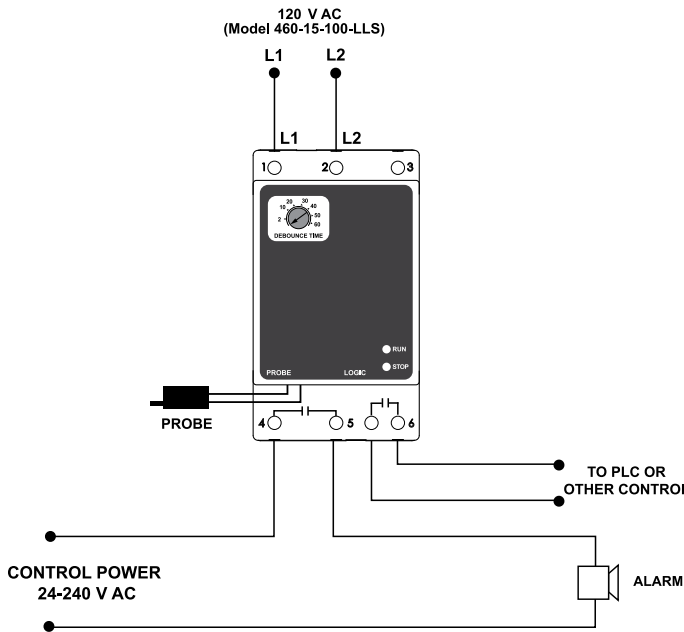 120 V AC
(Model 460-15-100-LLS)
L1 L2
L1 L2
1 2 3
2 10 20 30 40 50 60
DEBOUNCE TIME
RUN
STOP
PROBE LOGIC
4 5 6
PROBE
TO PLC OR
OTHER CONTROL
CONTROL POWER
24-240 V AC
ALARM